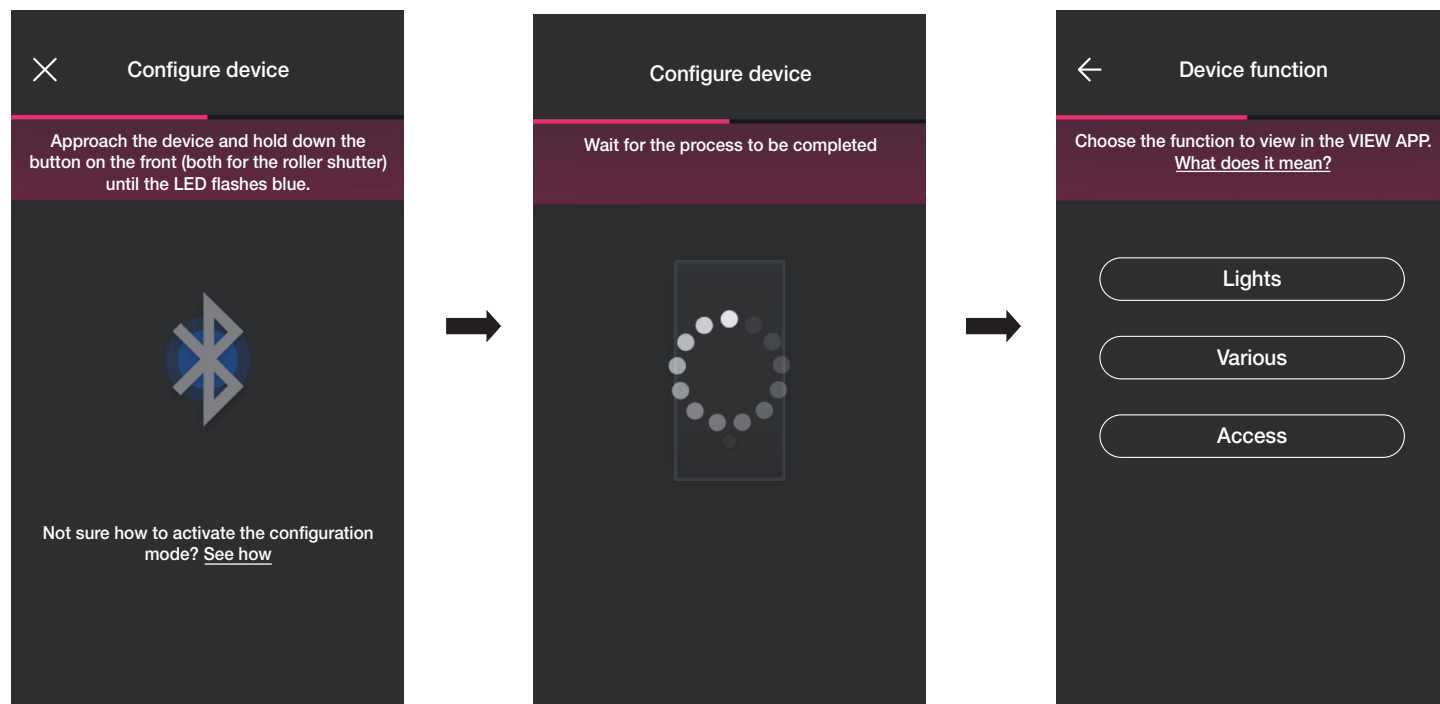 Configure device
Approach the device and hold down the
button on the front (both for the roller shutter)
until the LED flashes blue.
Not sure how to activate the configuration
mode? See how
Configure device
Wait for the process to be completed
Device function
Choose the function to view in the VIEW APP.
What does it mean?
Lights
Various
Access